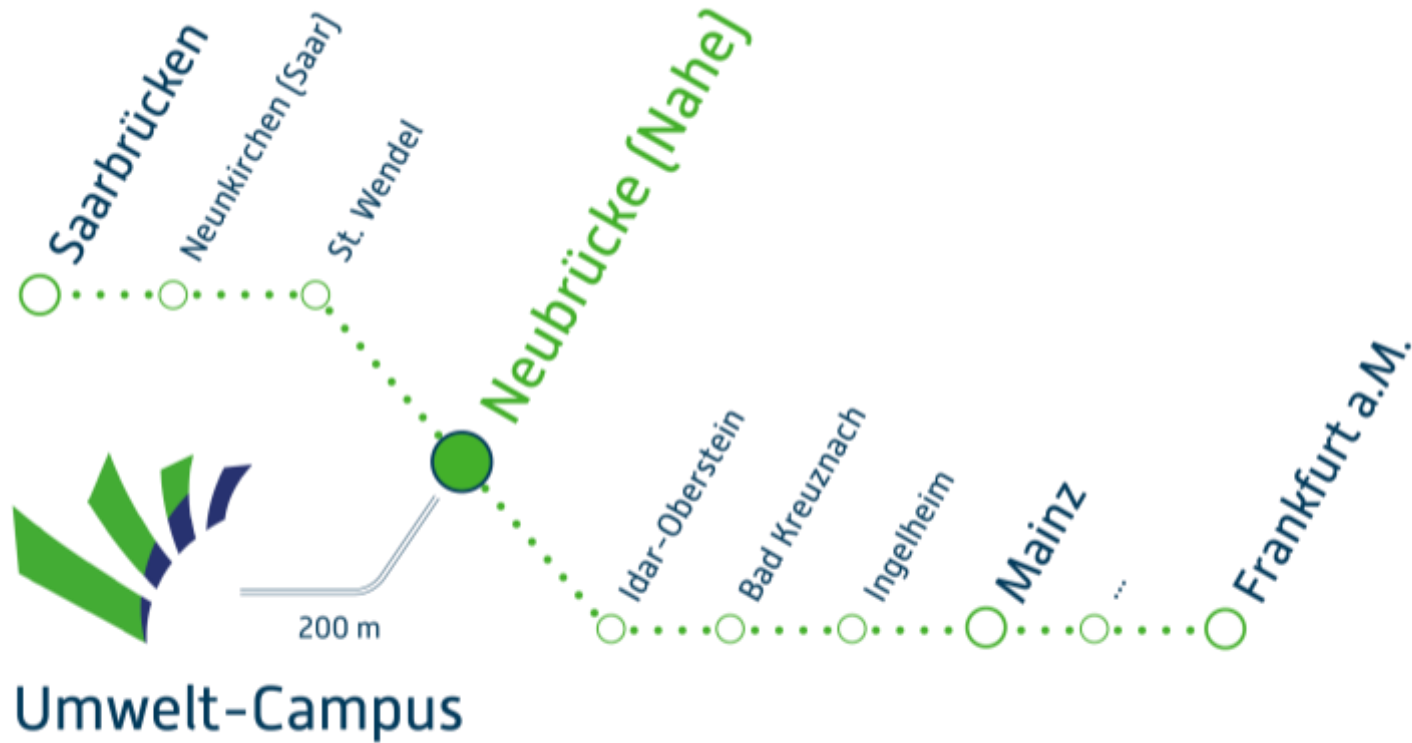 Saarbrücken
Neunkirchen (Saar)
St. Wendel
Neubrücke (Nahe)
Idar-Oberstein
Bad Kreuznach
Ingelheim
Mainz
...
Frankfurt a.M.
200 m
Umwelt-Campus